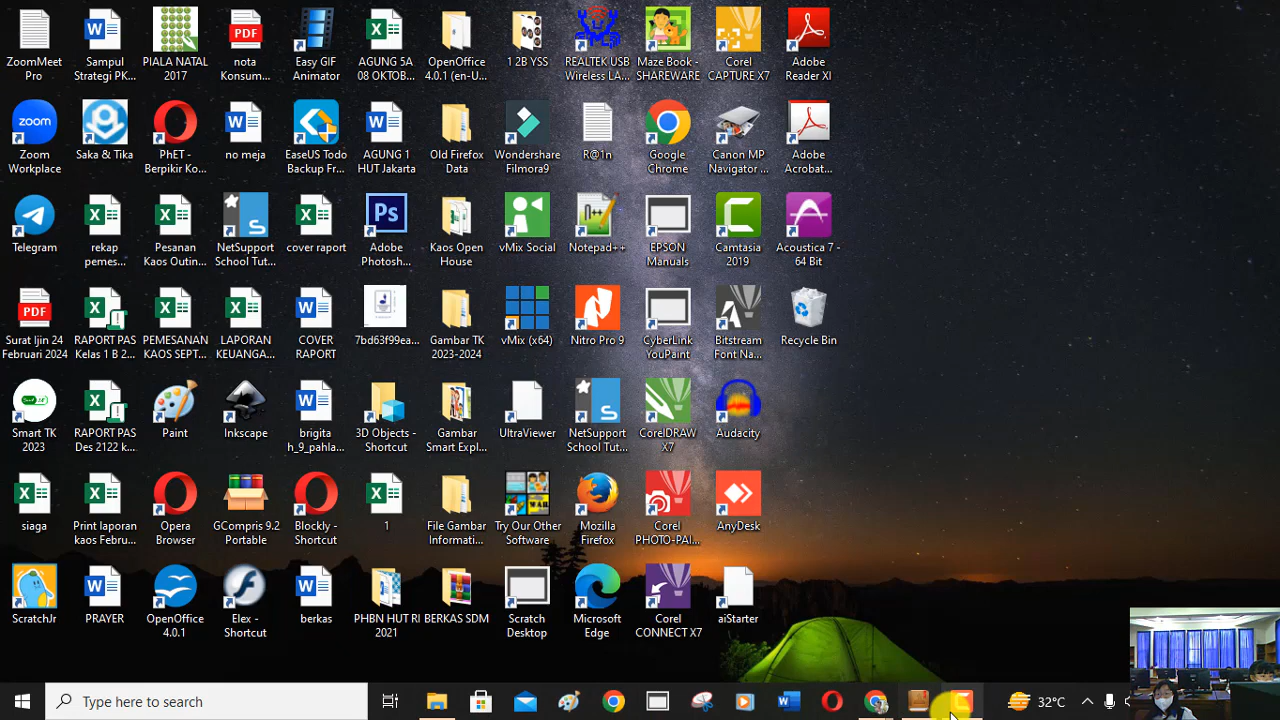 ZoomMeet
Pro
Sampul
Strategi PK...
PIALA NATAL
2017
PDF
nota
Konsum...
Easy GIF
Animator
AGUNG 5A
08 OKTOB...
OpenOffice
4.0.1 (en-U...
1 2B YSS
REALTEK USB
Wireless LA...
Maze Book -
SHAREWARE
Corel
CAPTURE X7
Adobe
Reader XI
zoom
Zoom
Workplace
Saka & Tika
PhET -
Berpikir Ko...
no meja
EaseUS Todo
Backup Fr...
AGUNG 1
HUT Jakarta
Old Firefox
Data
Wondershare
Filmora9
R@1n
Google
Chrome
Canon MP
Navigator ...
Adobe
Acrobat...
Telegram
rekap
pemes...
Pesanan
Kaos Outin...
NetSupport
School Tut...
cover raport
Ps
Adobe
Photosh...
Kaos Open
House
vMix Social
Notepad++
EPSON
Manuals
Camtasia
2019
Acoustica 7 -
64 Bit
PDF
Surat Ijin 24
Februari 2024
RAPORT PAS
Kelas 1 B 2...
PEMESANAN
KAOS SEPT...
LAPORAN
KEUANGA...
COVER
RAPORT
7bd63f99ea...
Gambar TK
2023-2024
vMix (x64)
Nitro Pro 9
CyberLink
YouPaint
Bitstream
Font Na...
Recycle Bin
Smart TK
2023
RAPORT PAS
Des 2122 k...
Paint
Inkscape
brigita
h_9_pahla...
3D Objects -
Shortcut
Gambar
Smart Expl...
UltraViewer
NetSupport
School Tut...
CorelDRAW
X7
Audacity
siaga
Print laporan
kaos Febru...
Opera
Browser
GCompris 9.2
Portable
Blockly -
Shortcut
1
File Gambar
Informati...
Try Our Other
Software
Mozilla
Firefox
Corel
PHOTO-PAI...
AnyDesk
ScratchJr
PRAYER
OpenOffice
4.0.1
Elex -
Shortcut
berkas
PHBN HUT RI
2021
BERKAS SDM
Scratch
Desktop
Microsoft
Edge
Corel
CONNECT X7
aiStarter
Type here to search
32°C